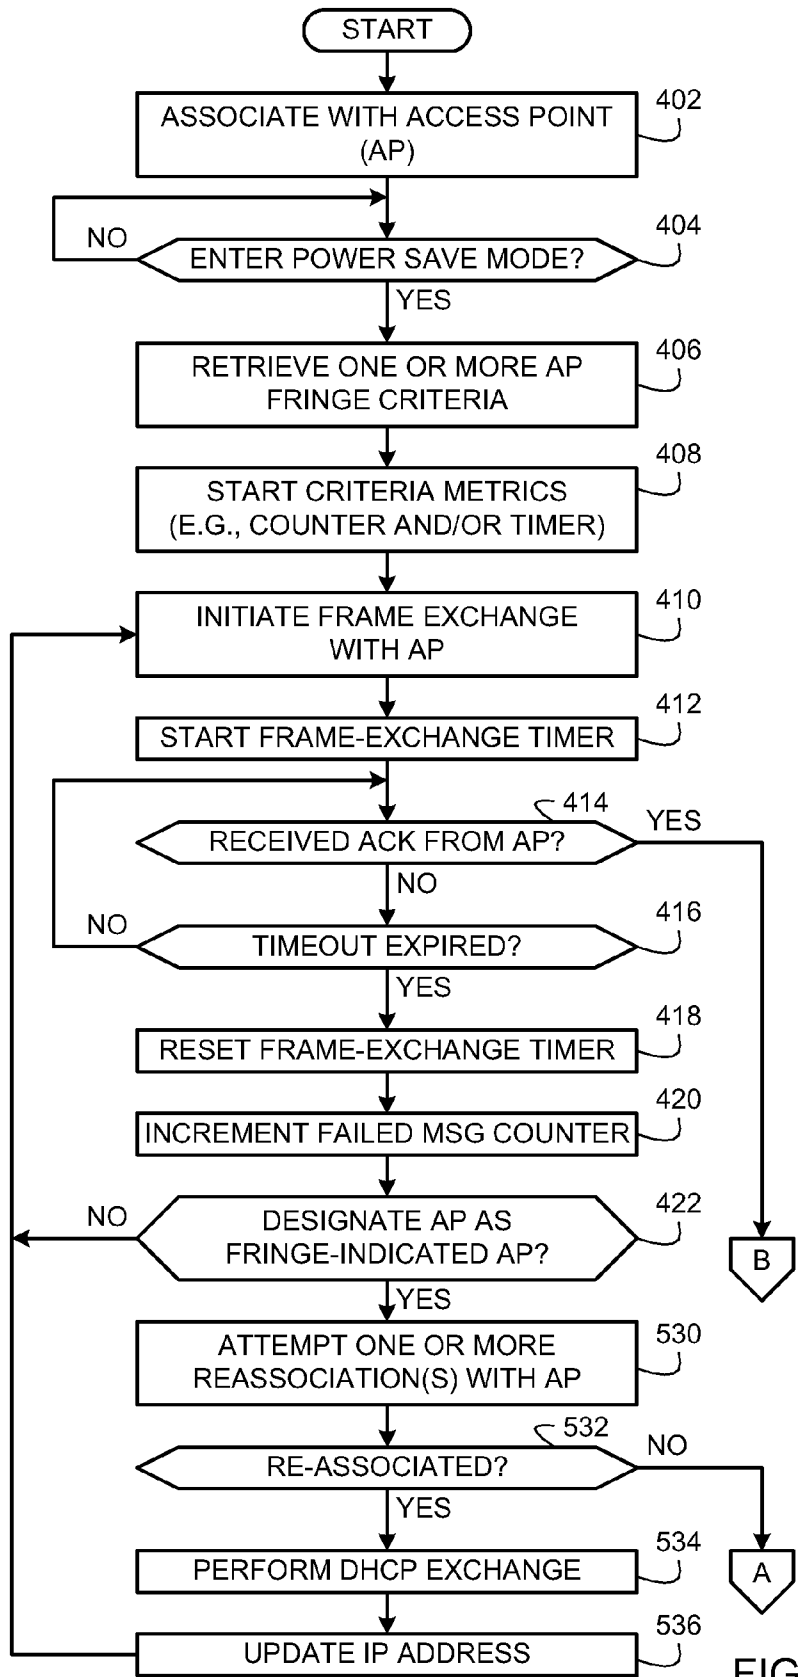 START
ASSOCIATE WITH ACCESS POINT
(AP)
402
NO
ENTER POWER SAVE MODE?
404
YES
RETRIEVE ONE OR MORE AP
FRINGE CRITERIA
406
START CRITERIA METRICS
(E.G., COUNTER AND/OR TIMER)
408
INITIATE FRAME EXCHANGE
WITH AP
410
START FRAME-EXCHANGE TIMER
412
RECEIVED ACK FROM AP?
414
YES
NO
NO
TIMEOUT EXPIRED?
416
YES
RESET FRAME-EXCHANGE TIMER
418
INCREMENT FAILED MSG COUNTER
420
NO
DESIGNATE AP AS
FRINGE-INDICATED AP?
422
B
YES
ATTEMPT ONE OR MORE
REASSOCIATION(S) WITH AP
530
RE-ASSOCIATED?
532
NO
YES
PERFORM DHCP EXCHANGE
534
A
UPDATE IP ADDRESS
536
FIG